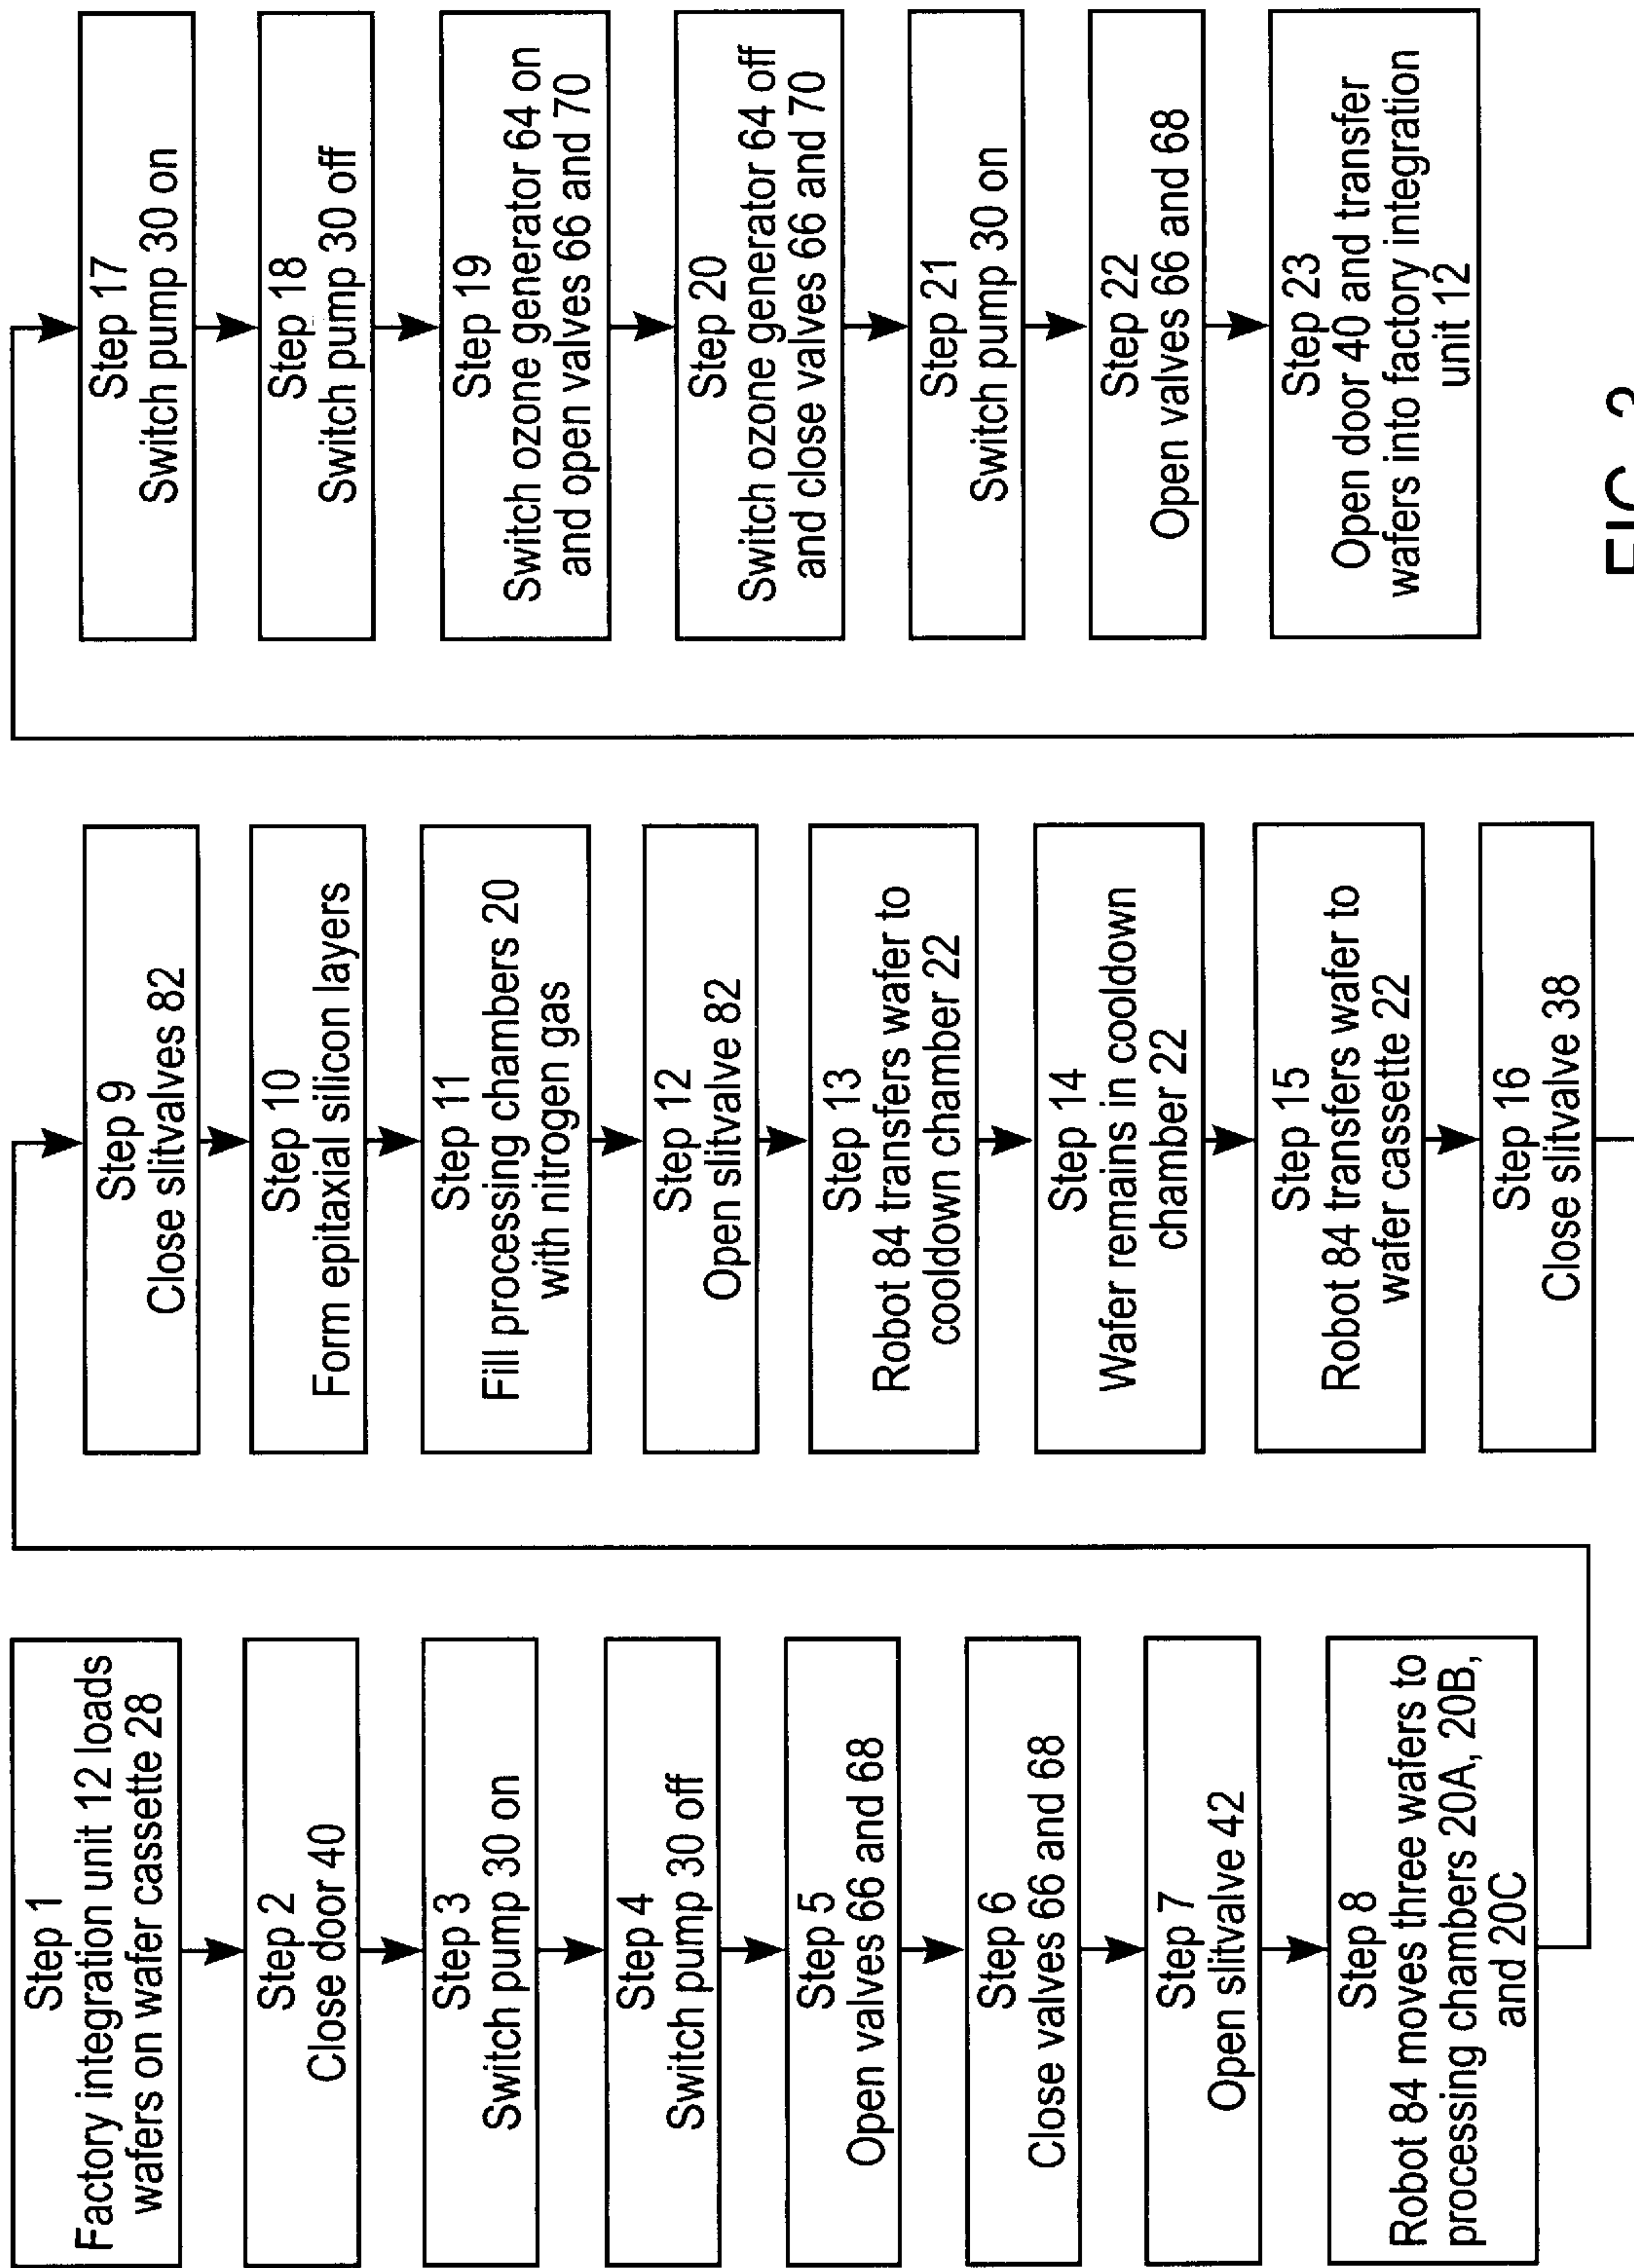 Step 1
Factory integration unit 12 loads
wafers on wafer cassette 28
Step 2
Close door 40
Step 3
Switch pump 30 on
Step 4
Switch pump 30 off
Step 5
Open valves 66 and 68
Step 6
Close valves 66 and 68
Step 7
Open slitvalve 42
Step 8
Robot 84 moves three wafers to
processing chambers 20A, 20B,
and 20C
Step 9
Close slitvalves 82
Step 10
Form epitaxial silicon layers
Step 11
Fill processing chambers 20
with nitrogen gas
Step 12
Open slitvalve 82
Step 13
Robot 84 transfers wafer to
cooldown chamber 22
Step 14
Wafer remains in cooldown
chamber 22
Step 15
Robot 84 transfers wafer to
wafer cassette 22
Step 16
Close slitvalve 38
Step 17
Switch pump 30 on
Step 18
Switch pump 30 off
Step 19
Switch ozone generator 64 on
and open valves 66 and 70
Step 20
Switch ozone generator 64 off
and close valves 66 and 70
Step 21
Switch pump 30 on
Step 22
Open valves 66 and 68
Step 23
Open door 40 and transfer
wafers into factory integration
unit 12